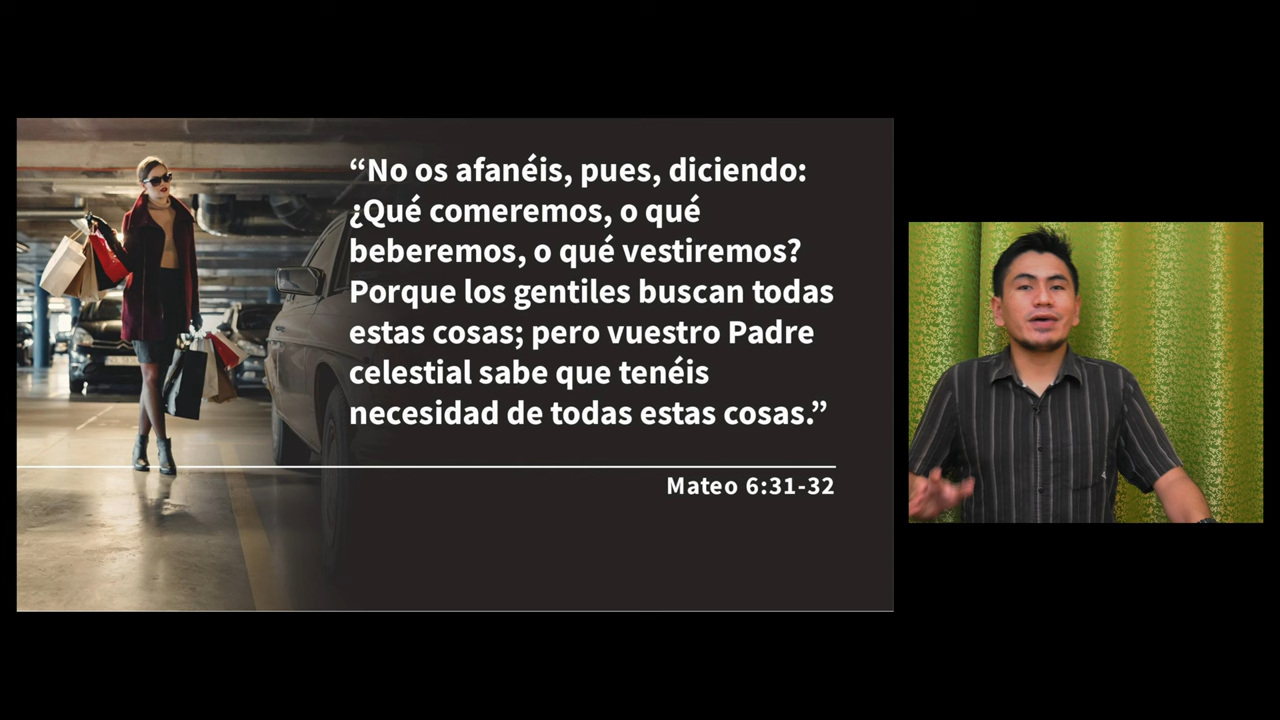 “No os afanéis, pues, diciendo:
¿Qué comeremos, o qué
beberemos, o qué vestiremos?
Porque los gentiles buscan todas
estas cosas; pero vuestro Padre
celestial sabe que tenéis
necesidad de todas estas cosas.”
Mateo 6:31-32